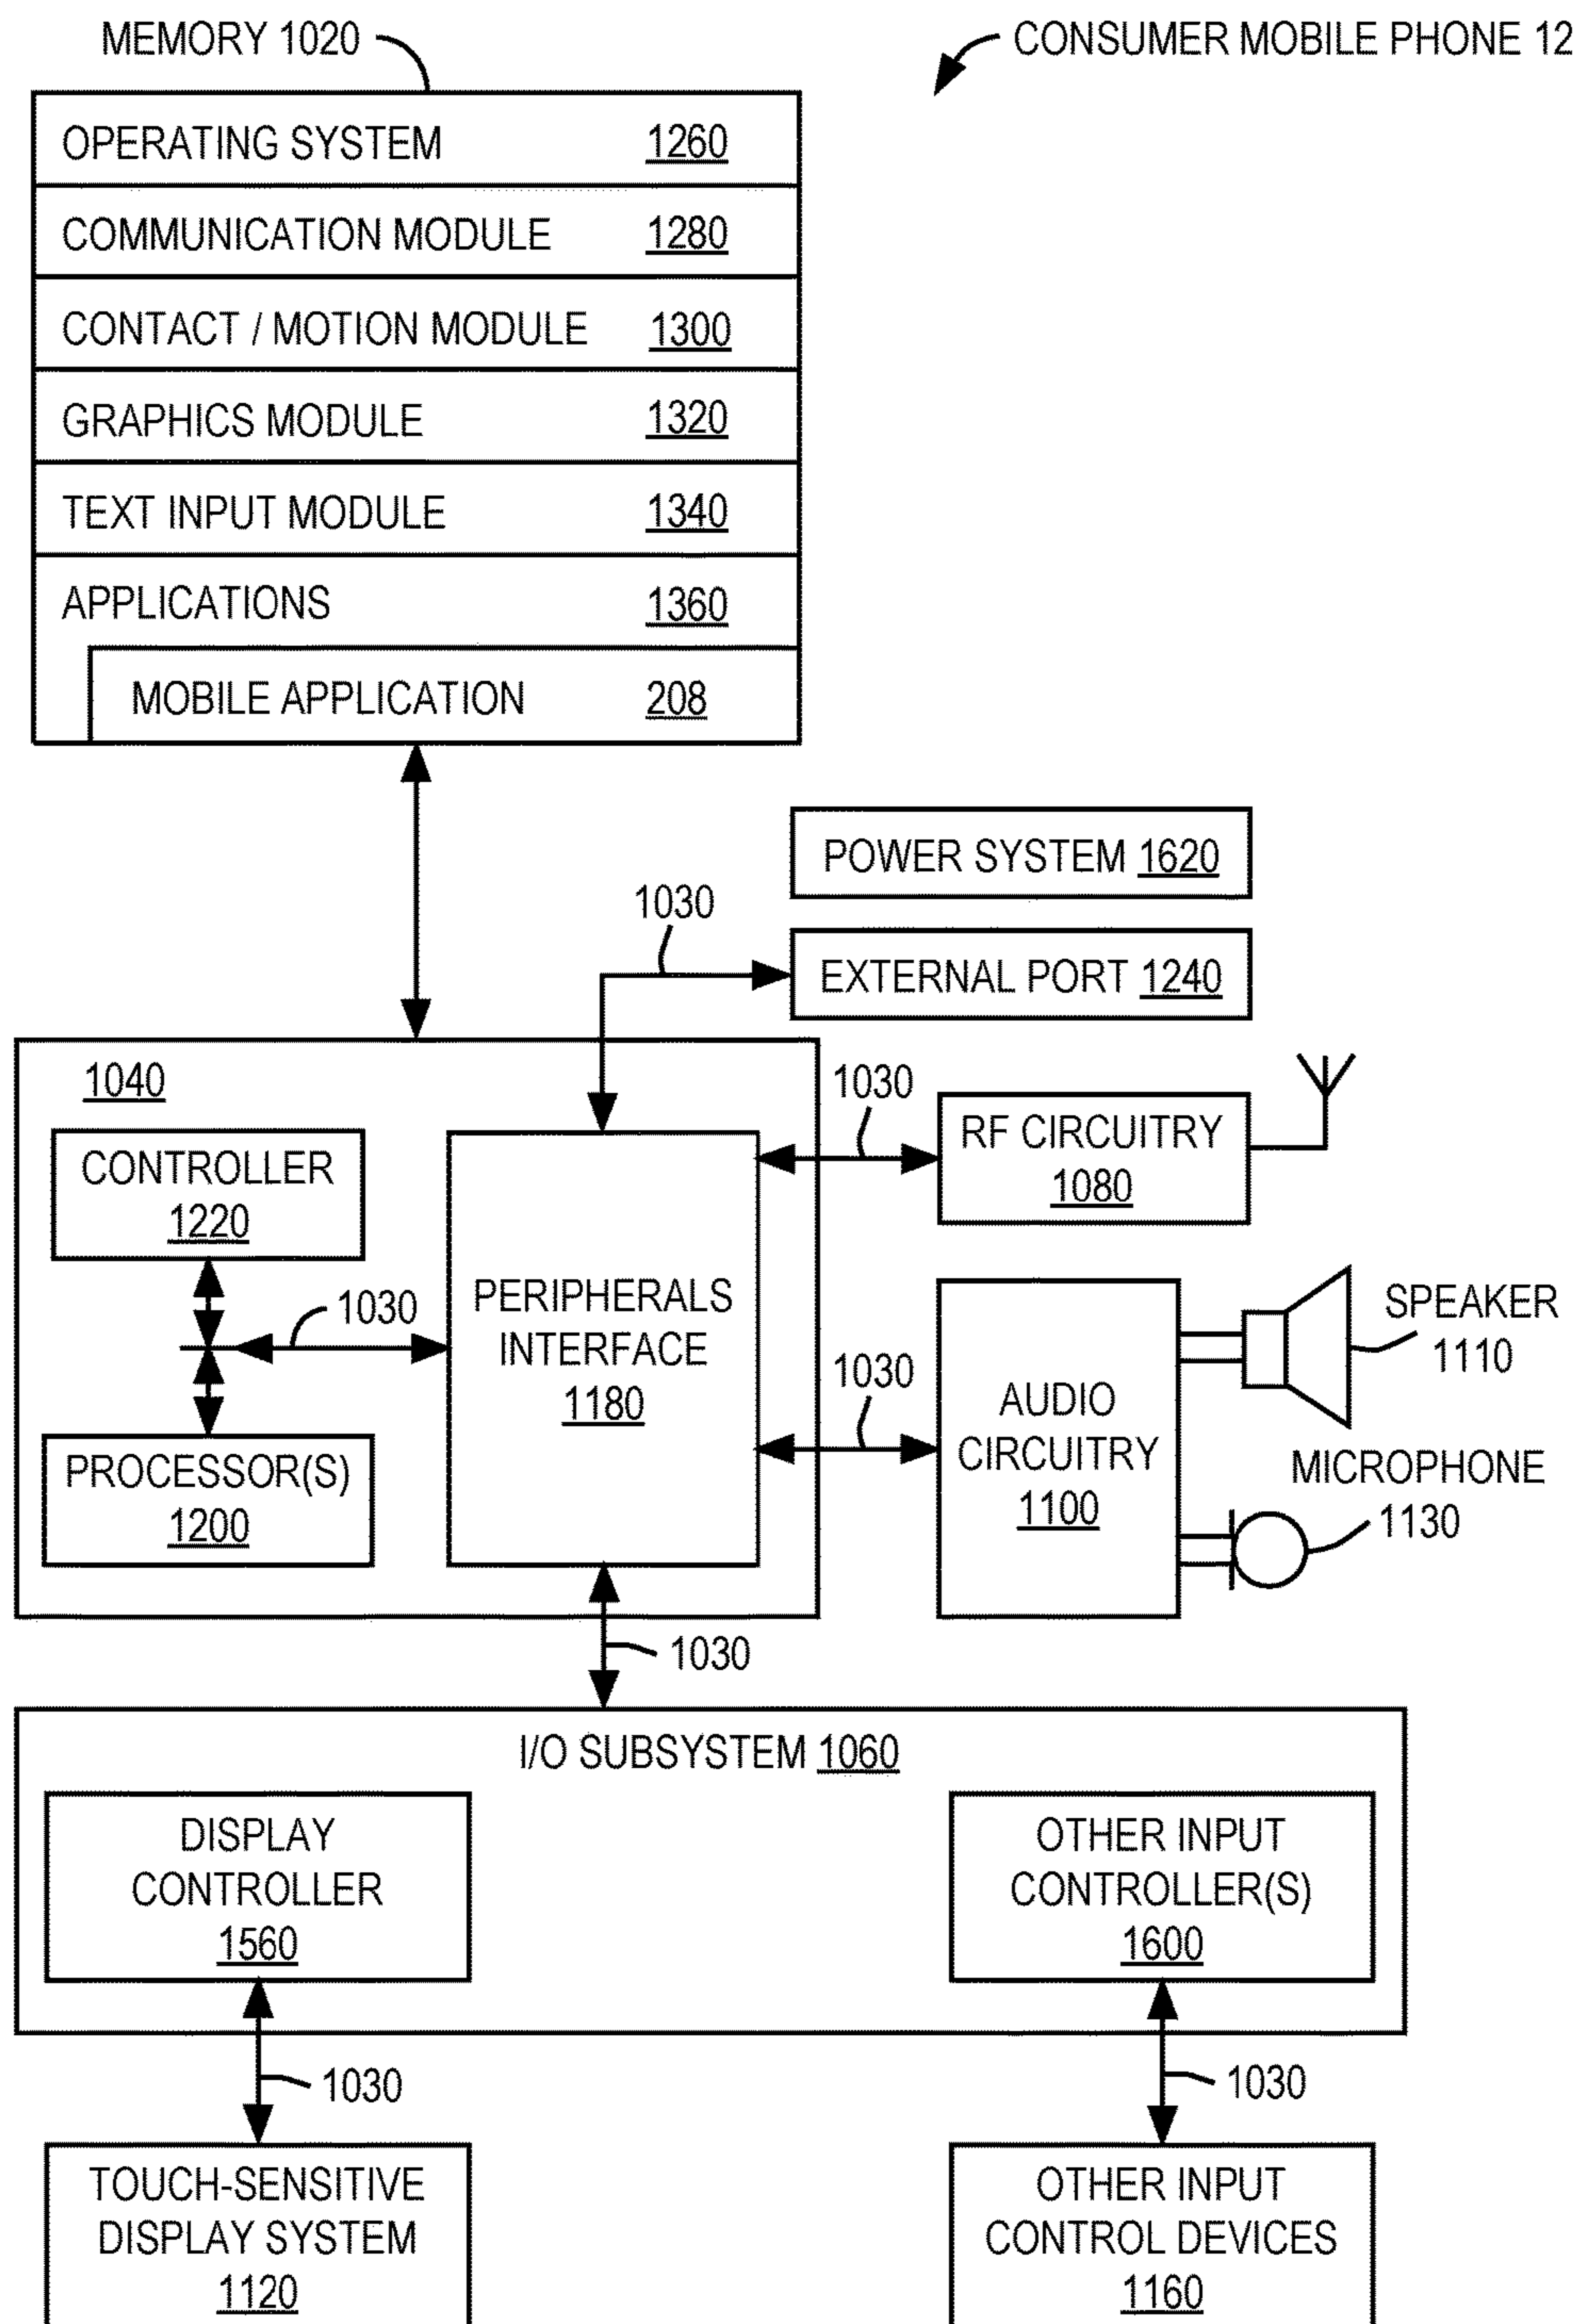 MEMORY 1020
CONSUMER MOBILE PHONE 12
OPERATING SYSTEM 1260
COMMUNICATION MODULE 1280
CONTACT / MOTION MODULE 1300
GRAPHICS MODULE 1320
TEXT INPUT MODULE 1340
APPLICATIONS 1360
MOBILE APPLICATION 208
POWER SYSTEM 1620
1030
EXTERNAL PORT 1240
1040
CONTROLLER
1220
1030
PROCESSOR(S)
1200
PERIPHERALS
INTERFACE
1180
1030
RF CIRCUITRY
1080
1030
AUDIO
CIRCUITRY
1100
SPEAKER
1110
MICROPHONE
1130
1030
I/O SUBSYSTEM 1060
DISPLAY
CONTROLLER
1560
OTHER INPUT
CONTROLLER(S)
1600
1030
1030
TOUCH-SENSITIVE
DISPLAY SYSTEM
1120
OTHER INPUT
CONTROL DEVICES
1160